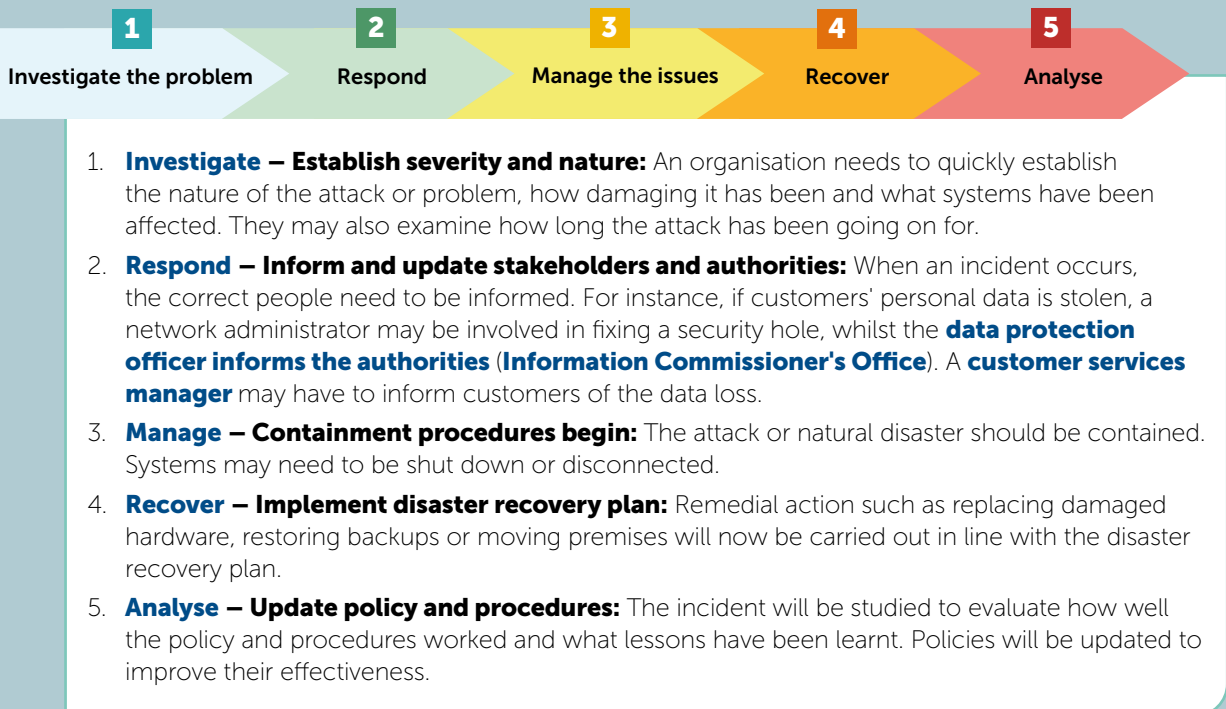 1
2
3
4
5
Investigate the problem
Respond
Manage the issues
Recover
Analyse
1. Investigate – Establish severity and nature: An organisation needs to quickly establish
the nature of the attack or problem, how damaging it has been and what systems have been
affected. They may also examine how long the attack has been going on for.
2. Respond – Inform and update stakeholders and authorities: When an incident occurs,
the correct people need to be informed. For instance, if customers' personal data is stolen, a
network administrator may be involved in fixing a security hole, whilst the data protection
officer informs the authorities (Information Commissioner's Office). A customer services
manager may have to inform customers of the data loss.
3. Manage – Containment procedures begin: The attack or natural disaster should be contained.
Systems may need to be shut down or disconnected.
4. Recover – Implement disaster recovery plan: Remedial action such as replacing damaged
hardware, restoring backups or moving premises will now be carried out in line with the disaster
recovery plan.
5. Analyse – Update policy and procedures: The incident will be studied to evaluate how well
the policy and procedures worked and what lessons have been learnt. Policies will be updated to
improve their effectiveness.